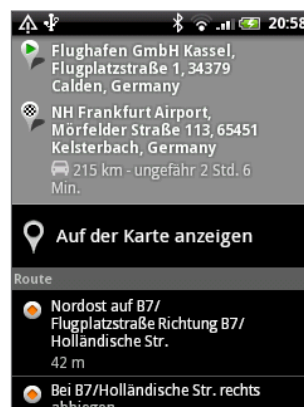 20:58
Flughafen GmbH Kassel,
Flugplatzstraße 1, 34379
Calden, Germany
NH Frankfurt Airport,
Mörfelder Straße 113, 65451
Kelsterbach, Germany
215 km - ungefähr 2 Std. 6
Min.
Auf der Karte anzeigen
Route
Nordost auf B7/
Flugplatzstraße Richtung B7/
Holländische Str.
42 m
Bei B7/Holländische Str. rechts
abbiegen